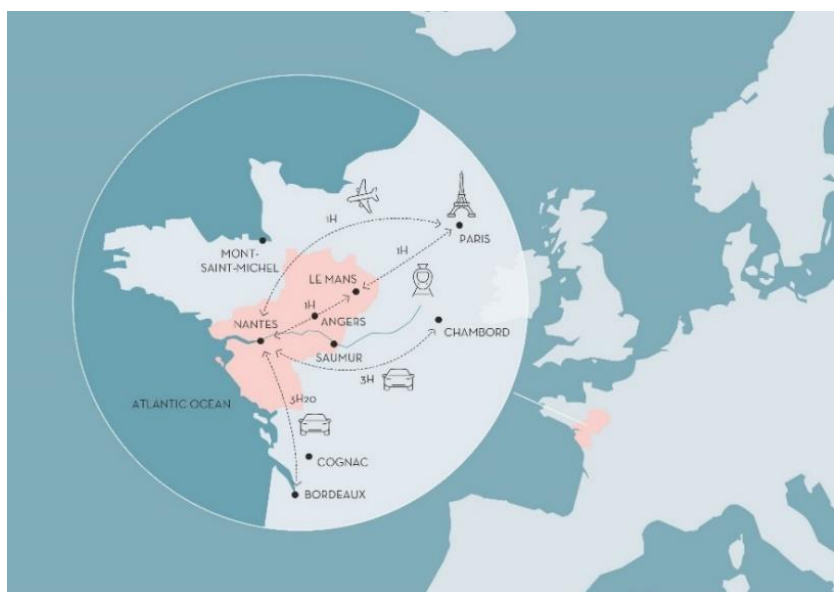 1H
PARIS
MONT-
SAINT-MICHEL
1H
LE MANS
1H
NANTES
ANGERS
CHAMBORD
SAUMUR
3H
ATLANTIC OCEAN
3H20
COGNAC
BORDEAUX